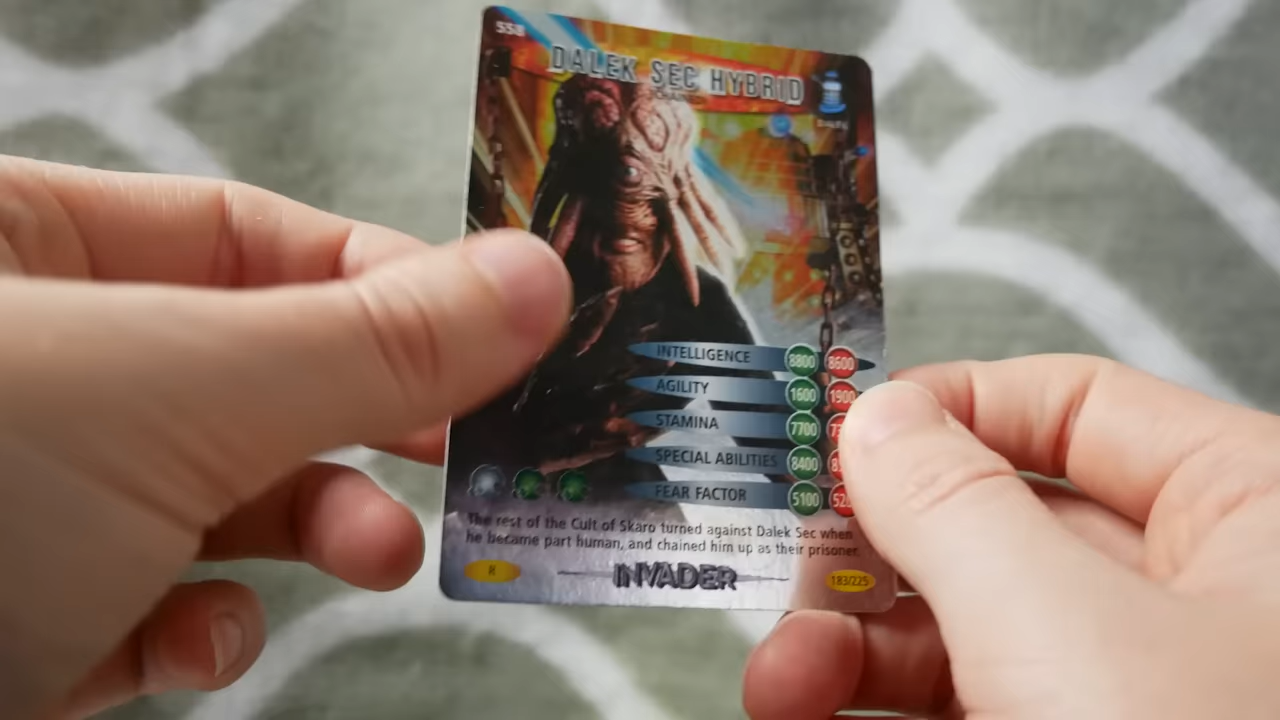 558
DALEK SEC HYBRID
INTELLIGENCE 8800 8600
AGILITY 1600 1900
STAMINA 7700
SPECIAL ABILITIES 8400
FEAR FACTOR 5100
The rest of the Cult of Skaro turned against Dalek Sec when
he became part human, and chained him up as their prisoner.
R INVADER 183/225